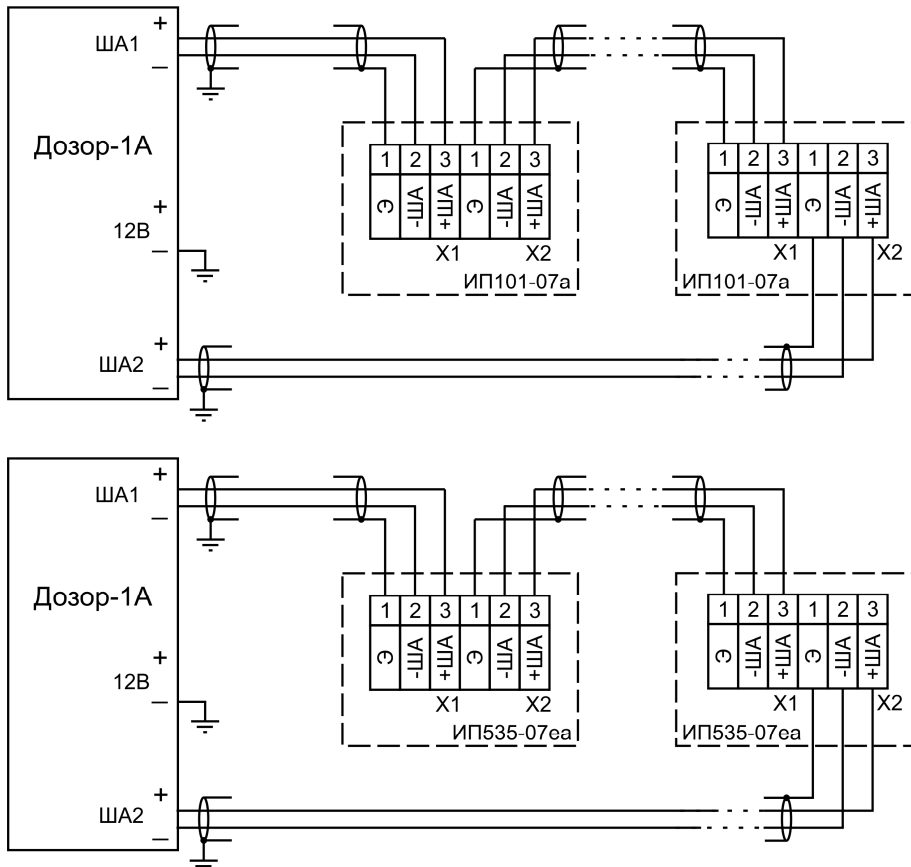 +
ША1
–
Дозор-1А
+
12В
–
+
ША2
–
1 2 3 1 2 3
Э -ША +ША Э -ША +ША
X1 X2
ИП101-07а
1 2 3 1 2 3
Э -ША +ША Э -ША +ША
X1 X2
ИП101-07а
+
ША1
–
Дозор-1А
+
12В
–
+
ША2
–
1 2 3 1 2 3
Э -ША +ША Э -ША +ША
X1 X2
ИП535-07еа
1 2 3 1 2 3
Э -ША +ША Э -ША +ША
X1 X2
ИП535-07еа